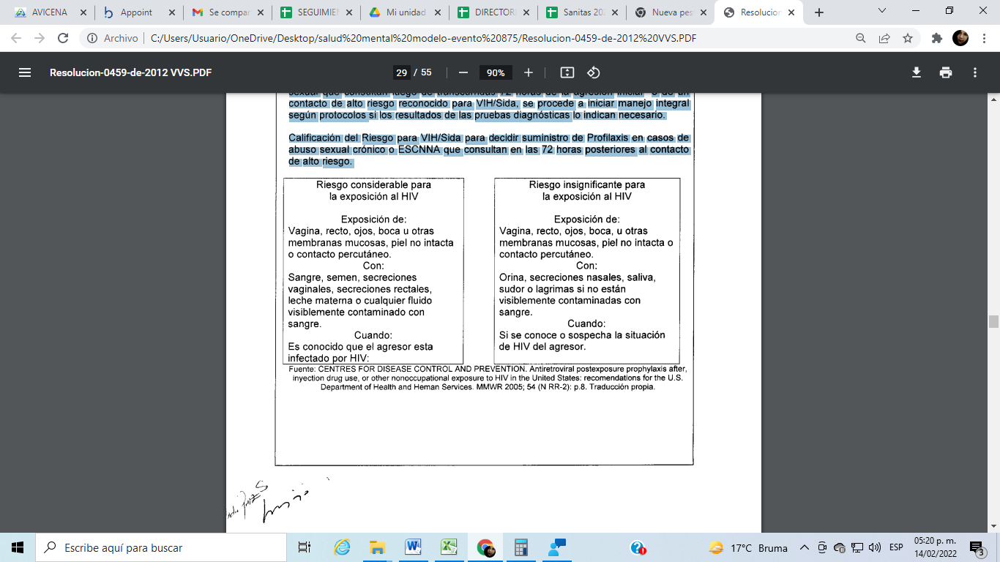 AVICENA
Appoint
Se compar
SEGUIMIEN
Mi unidad
DIRECTORI
Sanitas 202
Nueva pes
Resolucion
Archivo
C:/Users/Usuario/OneDrive/Desktop/salud%20mental%20modelo-evento%20875/Resolucion-0459-de-2012%20VVS.PDF
Resolucion-0459-de-2012 VVS.PDF
29 / 55
90%
sexual que consultan luego de transcurridas 72 horas de la agresión inicial o de un
contacto de alto riesgo reconocido para VIH/Sida, se procede a iniciar manejo integral
según protocolos si los resultados de las pruebas diagnósticas lo indican necesario.
Calificación del Riesgo para VIH/Sida para decidir suministro de Profilaxis en casos de
abuso sexual crónico o ESCNNA que consultan en las 72 horas posteriores al contacto
de alto riesgo.
Riesgo considerable para
la exposición al HIV
Exposición de:
Vagina, recto, ojos, boca u otras
membranas mucosas, piel no intacta
o contacto percutáneo.
Con:
Sangre, semen, secreciones
vaginales, secreciones rectales,
leche materna o cualquier fluido
visiblemente contaminado con
sangre.
Cuando:
Es conocido que el agresor esta
infectado por HIV:
Riesgo insignificante para
la exposición al HIV
Exposición de:
Vagina, recto, ojos, boca, u otras
membranas mucosas, piel no intacta o
contacto percutáneo.
Con:
Orina, secreciones nasales, saliva,
sudor o lagrimas si no están
visiblemente contaminadas con
sangre.
Cuando:
Si se conoce o sospecha la situación
de HIV del agresor.
Fuente: CENTRES FOR DISEASE CONTROL AND PREVENTION. Antiretroviral postexposure prophylaxis after,
inyection drug use, or other nonoccupational exposure to HIV in the United States: recomendations for the U.S.
Department of Health and Heman Services. MMWR 2005; 54 (N RR-2): p.8. Traducción propia.
Escribe aquí para buscar
17°C Bruma
ESP
05:20 p. m.
14/02/2022
3